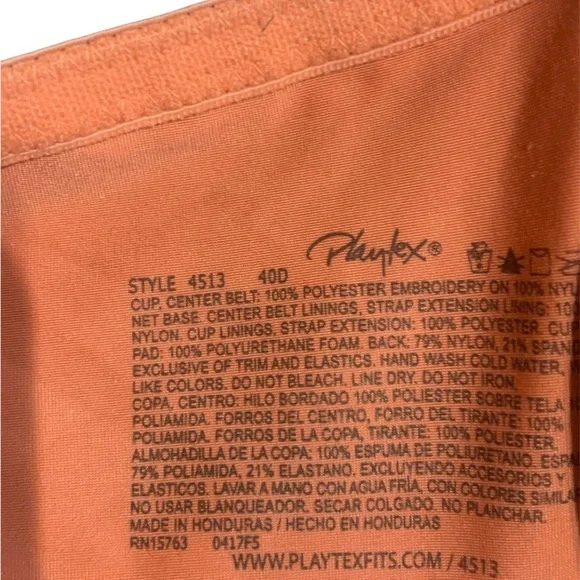 Playtex®
STYLE 4513 40D
CUP, CENTER BELT: 100% POLYESTER EMBROIDERY ON 100% NYL
NET BASE. CENTER BELT LININGS, STRAP EXTENSION LINING: 10
NYLON. CUP LININGS, STRAP EXTENSION: 100% POLYESTER. CU
PAD: 100% POLYURETHANE FOAM. BACK: 79% NYLON, 21% SPAN
EXCLUSIVE OF TRIM AND ELASTICS. HAND WASH COLD WATER,
LIKE COLORS. DO NOT BLEACH. LINE DRY. DO NOT IRON
COPA, CENTRO: HILO BORDADO 100% POLIESTER SOBRE TELA
POLIAMIDA. FORROS DEL CENTRO, FORRO DEL TIRANTE: 100%
POLIAMIDA. FORROS DE LA COPA, TIRANTE: 100% POLIESTER.
ALMOHADILLA DE LA COPA: 100% ESPUMA DE POLIURETANO. ESPA
79% POLIAMIDA, 21% ELASTANO. EXCLUYENDO ACCESORIOS Y
ELASTICOS. LAVAR A MANO CON AGUA FRÍA. CON COLORES SIMILA
NO USAR BLANQUEADOR. SECAR COLGADO. NO PLANCHAR.
MADE IN HONDURAS / HECHO EN HONDURAS
RN15763 0417F5
WWW.PLAYTEXFITS.COM/4513